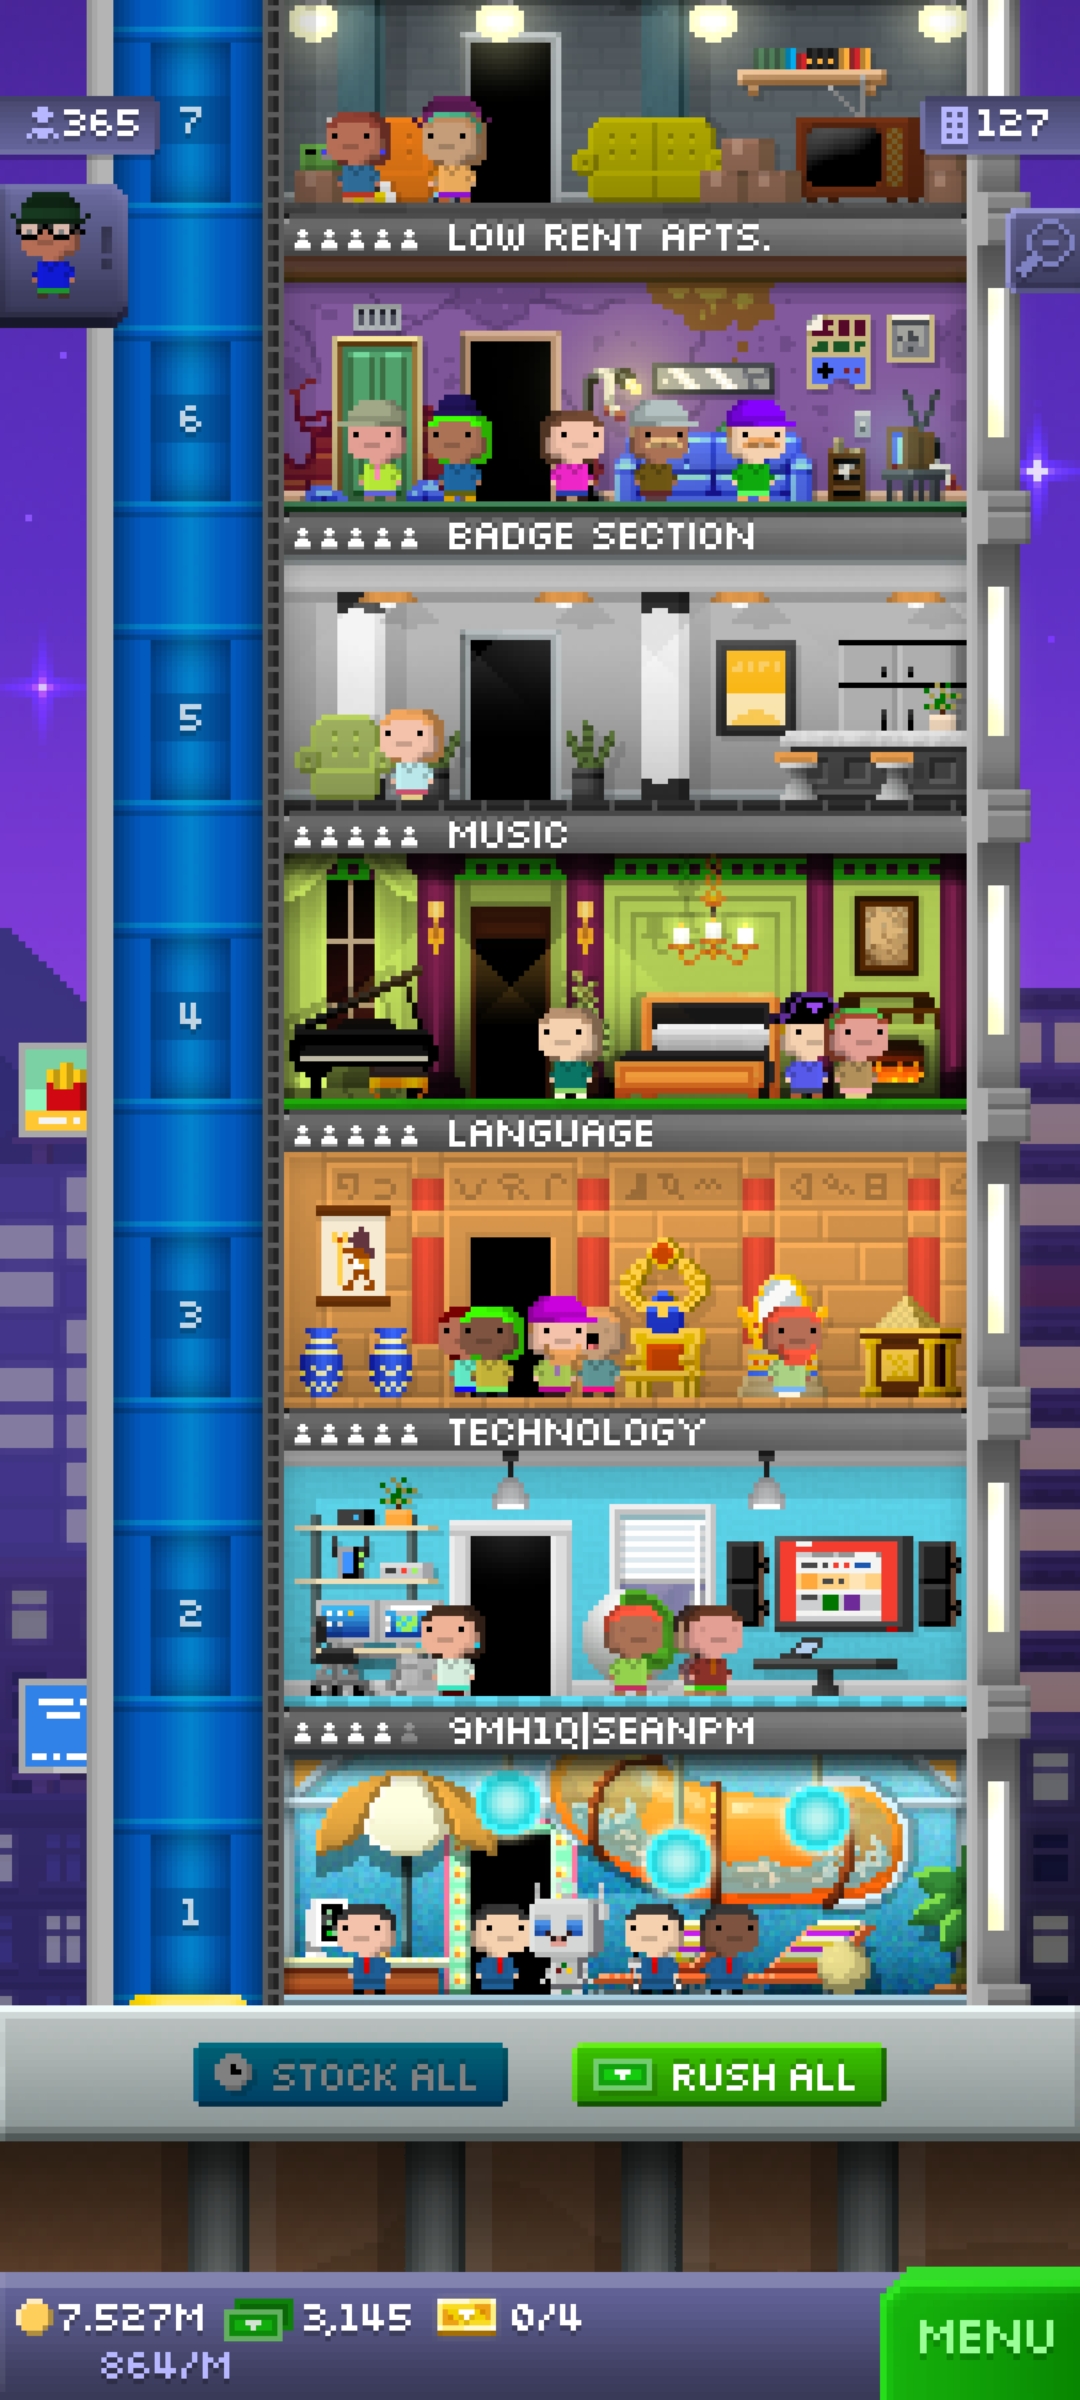 7
365
127
LOW RENT APTS.
6
BADGE SECTION
5
MUSIC
4
LANGUAGE
3
TECHNOLOGY
2
9MH1Q|SEANPM
1
STOCK ALL
RUSH ALL
7.527M 3,145 0/4
864/M
MENU